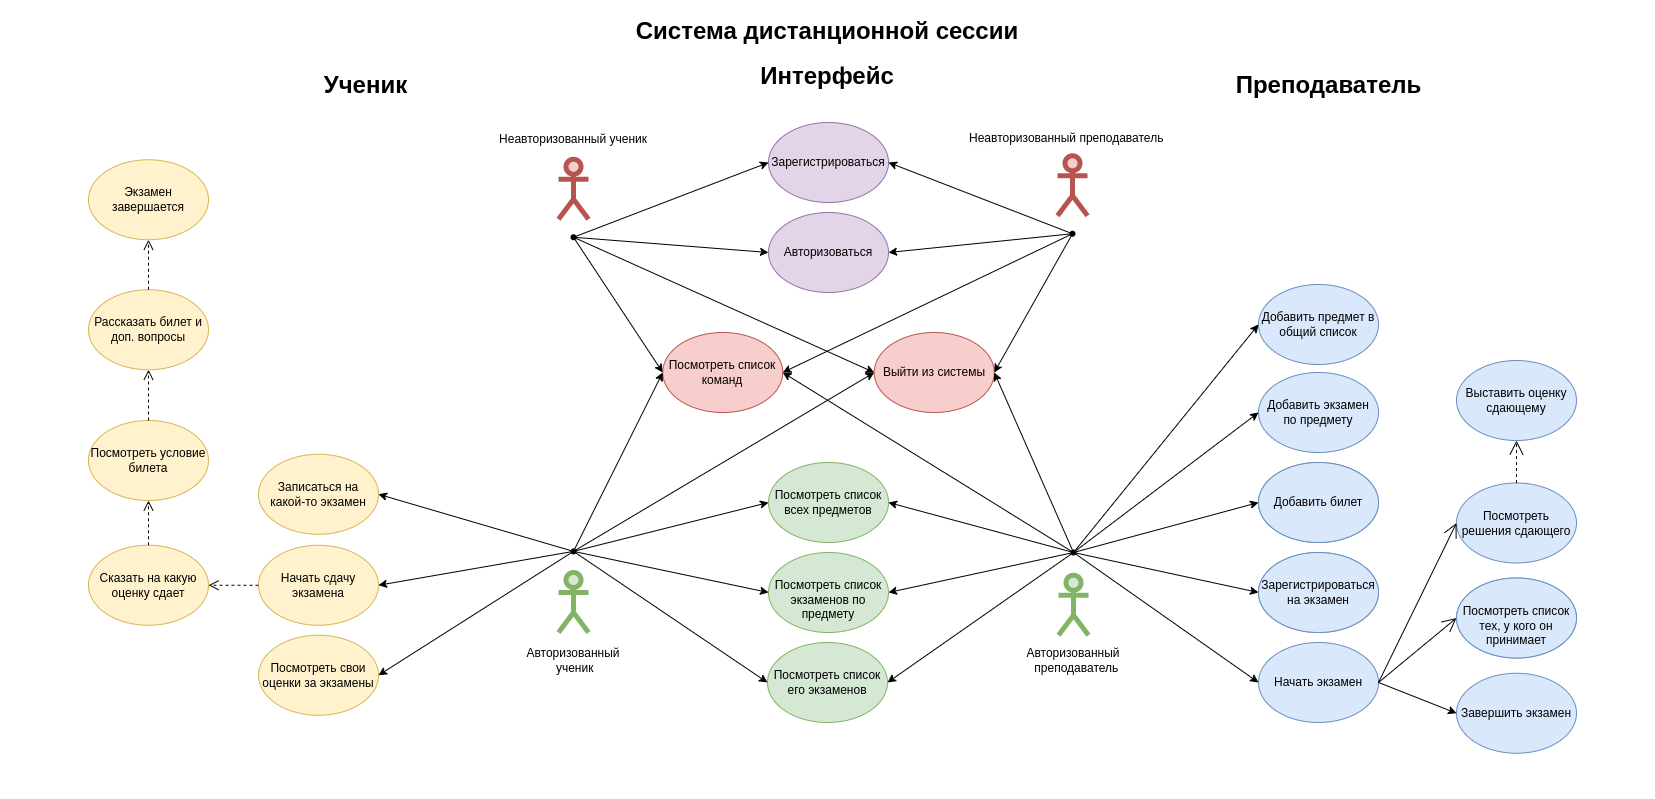 Система дистанционной сессии
Ученик
Интерфейс
Преподаватель
Неавторизованный ученик
Неавторизованный преподаватель
Зарегистрироваться
Авторизоваться
Посмотреть список
команд
Выйти из системы
Экзамен
завершается
Рассказать билет и
доп. вопросы
Посмотреть условие
билета
Сказать на какую
оценку сдает
Записаться на
какой-то экзамен
Начать сдачу
экзамена
Посмотреть свои
оценки за экзамены
Авторизованный
ученик
Посмотреть список
всех предметов
Посмотреть список
экзаменов по
предмету
Посмотреть список
его экзаменов
Авторизованный
преподаватель
Добавить предмет в
общий список
Добавить экзамен
по предмету
Добавить билет
Зарегистрироваться
на экзамен
Начать экзамен
Выставить оценку
сдающему
Посмотреть
решения сдающего
Посмотреть список
тех, у кого он
принимает
Завершить экзамен